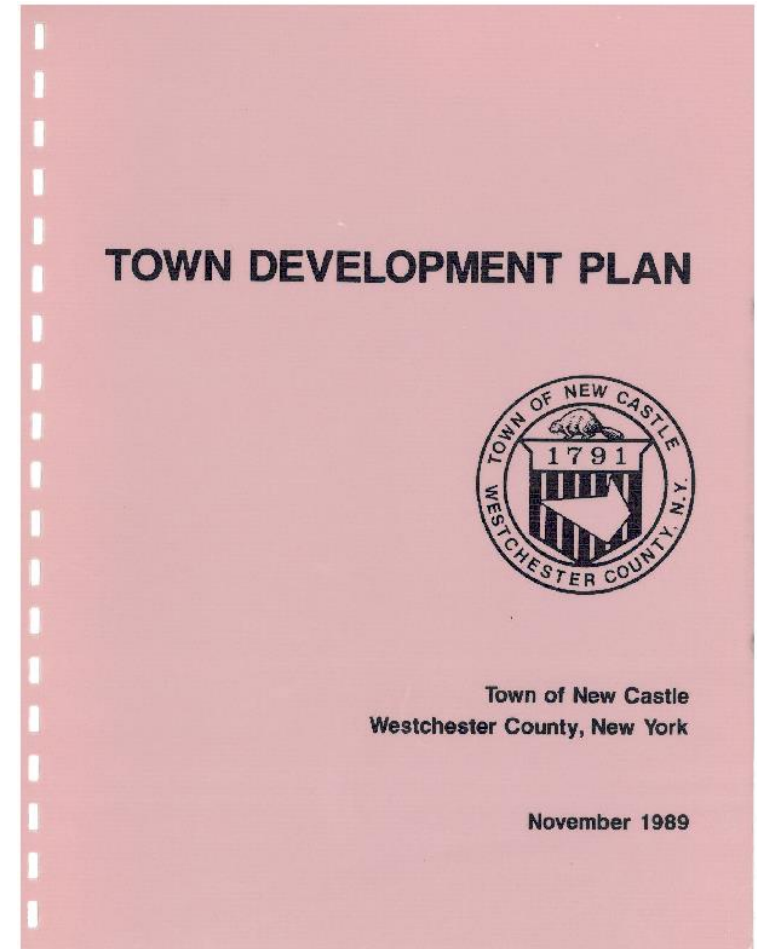 TOWN DEVELOPMENT PLAN
TOWN OF NEW CASTLE
1791
WESTCHESTER COUNTY, N.Y.
Town of New Castle
Westchester County, New York
November 1989